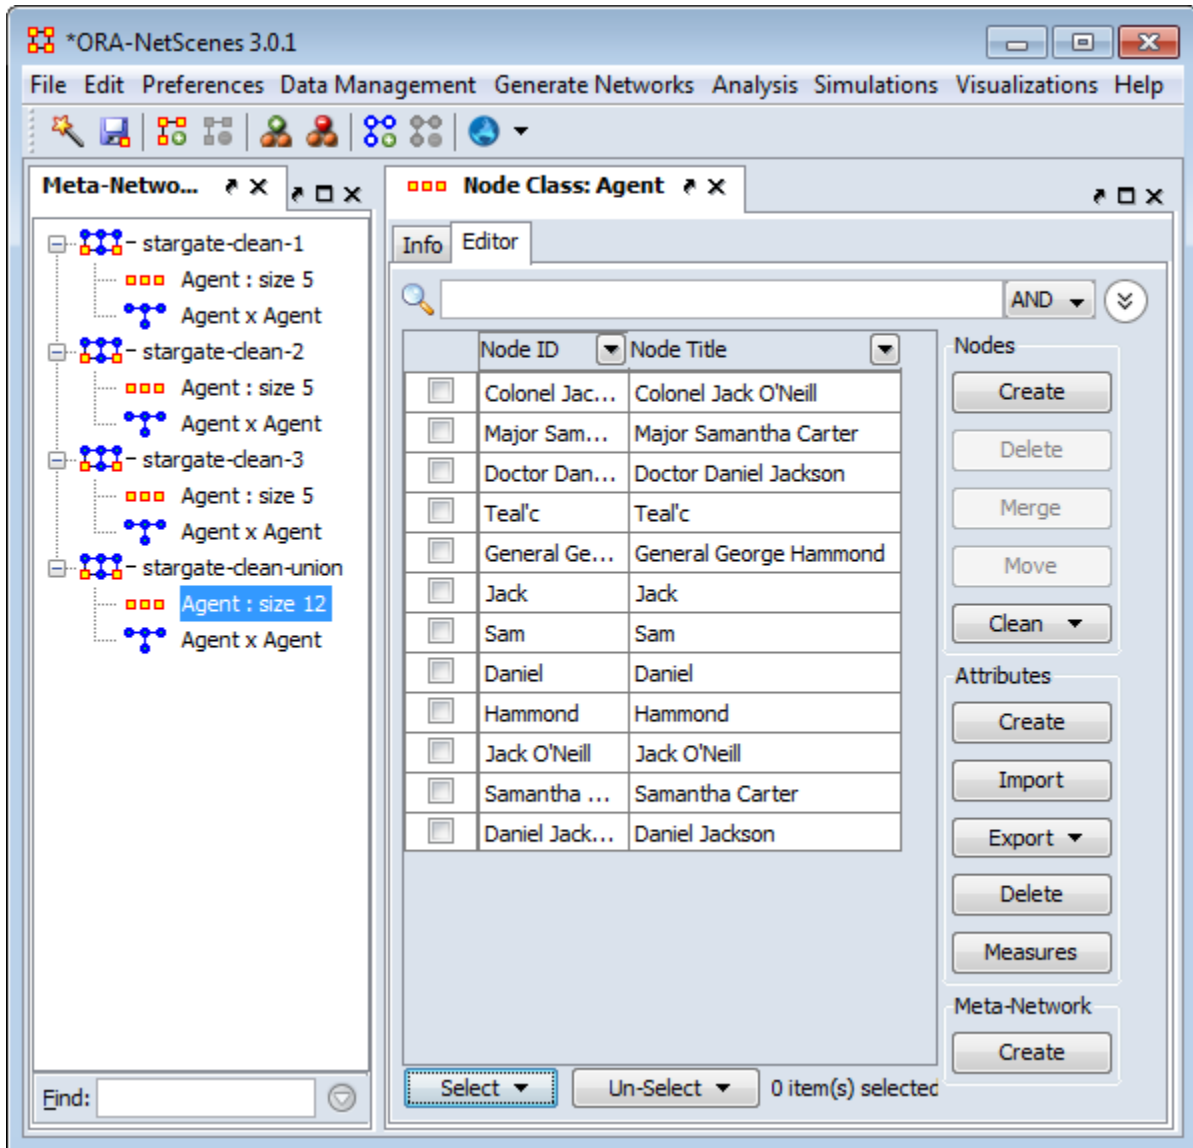 *ORA-NetScenes 3.0.1
File Edit Preferences Data Management Generate Networks Analysis Simulations Visualizations Help
Meta-Netwo...
stargate-clean-1
Agent : size 5
Agent x Agent
stargate-clean-2
Agent : size 5
Agent x Agent
stargate-clean-3
Agent : size 5
Agent x Agent
stargate-clean-union
Agent : size 12
Agent x Agent
Find:
Node Class: Agent
Info Editor
AND
Node ID Node Title
Colonel Jac... Colonel Jack O'Neill
Major Sam... Major Samantha Carter
Doctor Dan... Doctor Daniel Jackson
Teal'c Teal'c
General Ge... General George Hammond
Jack Jack
Sam Sam
Daniel Daniel
Hammond Hammond
Jack O'Neill Jack O'Neill
Samantha ... Samantha Carter
Daniel Jack... Daniel Jackson
Select Un-Select 0 item(s) selected
Nodes
Create
Delete
Merge
Move
Clean
Attributes
Create
Import
Export
Delete
Measures
Meta-Network
Create